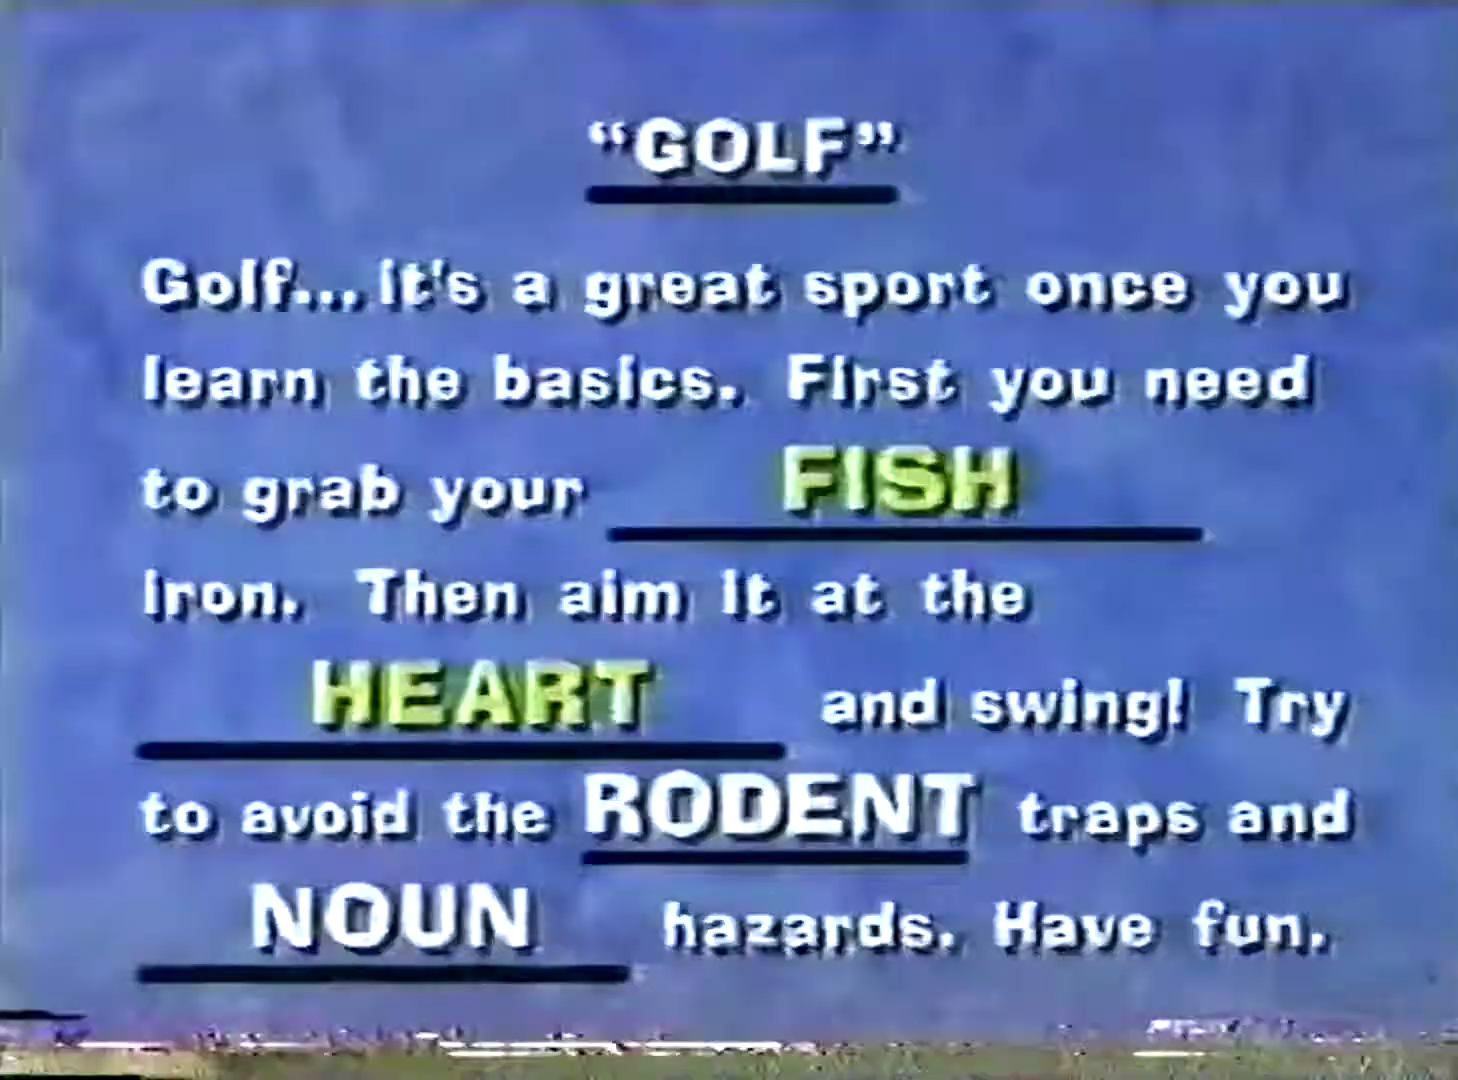 “GOLF”
Golf... it's a great sport once you
learn the basics. First you need
to grab your FISH
iron. Then aim it at the
HEART and swing! Try
to avoid the RODENT traps and
NOUN hazards. Have fun.